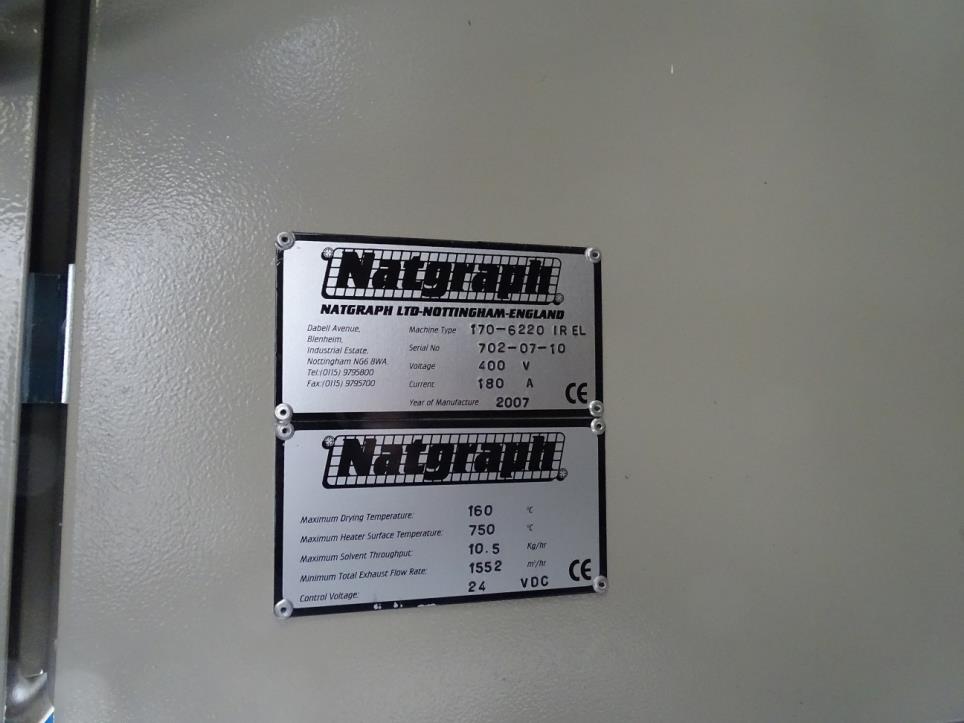 Natgraph
NATGRAPH LTD-NOTTINGHAM-ENGLAND
Dabell Avenue,
Blenheim,
Industrial Estate,
Nottingham NG6 8WA.
Tel:(0115) 9795800
Fax:(0115) 9795700
Machine Type 170-6220 IR EL
Serial No 702-07-10
Voltage 400 V
Current 180 A
Year of Manufacture 2007
CE
Natgraph
Maximum Drying Temperature: 160 °C
Maximum Heater Surface Temperature: 750 °C
Maximum Solvent Throughput: 10.5 Kg/hr
Minimum Total Exhaust Flow Rate: 1552 m³/hr
Control Voltage: 24 VDC
CE